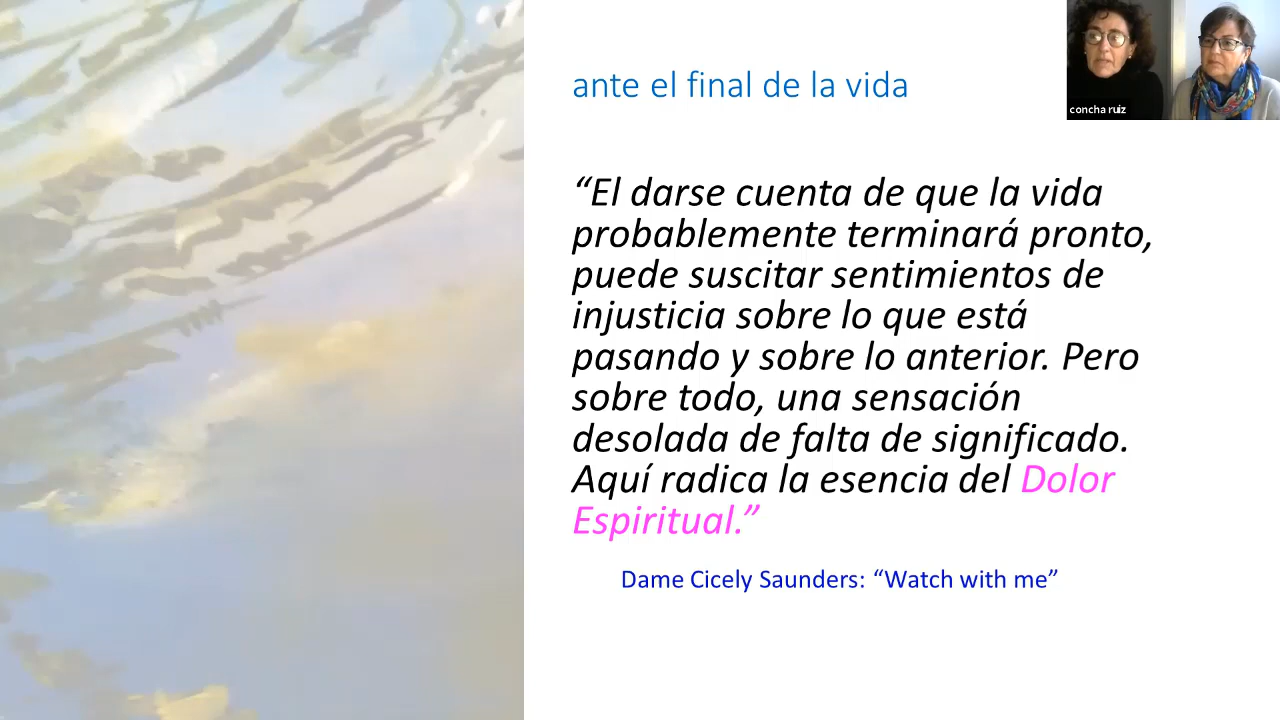 ante el final de la vida
concha ruiz
“El darse cuenta de que la vida
probablemente terminará pronto,
puede suscitar sentimientos de
injusticia sobre lo que está
pasando y sobre lo anterior. Pero
sobre todo, una sensación
desolada de falta de significado.
Aquí radica la esencia del Dolor
Espiritual.”
Dame Cicely Saunders: “Watch with me”